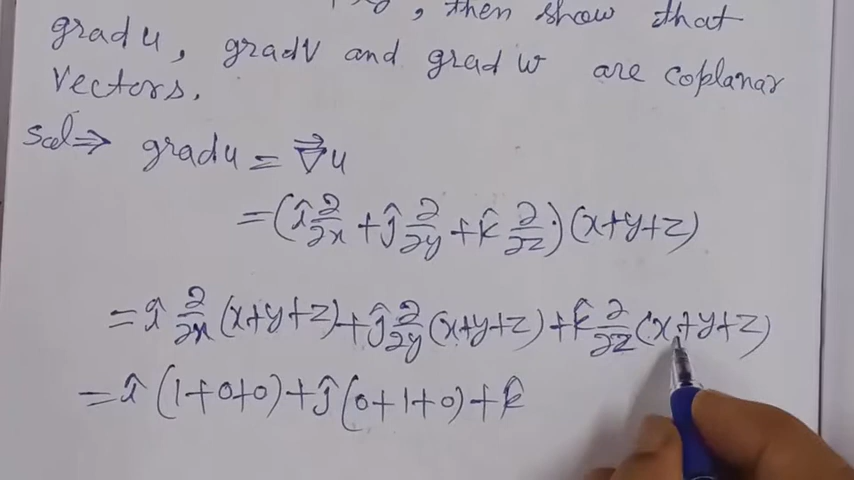 , then show that
grad u, grad V and grad w are coplanar
vectors.
Sol⇒ grad u = ∇⃗u
=(î ∂/∂x + ĵ ∂/∂y + k̂ ∂/∂z)(x+y+z)
= î ∂/∂x (x+y+z) + ĵ ∂/∂y (x+y+z) + k̂ ∂/∂z (x+y+z)
= î (1+0+0) + ĵ (0+1+0) + k̂